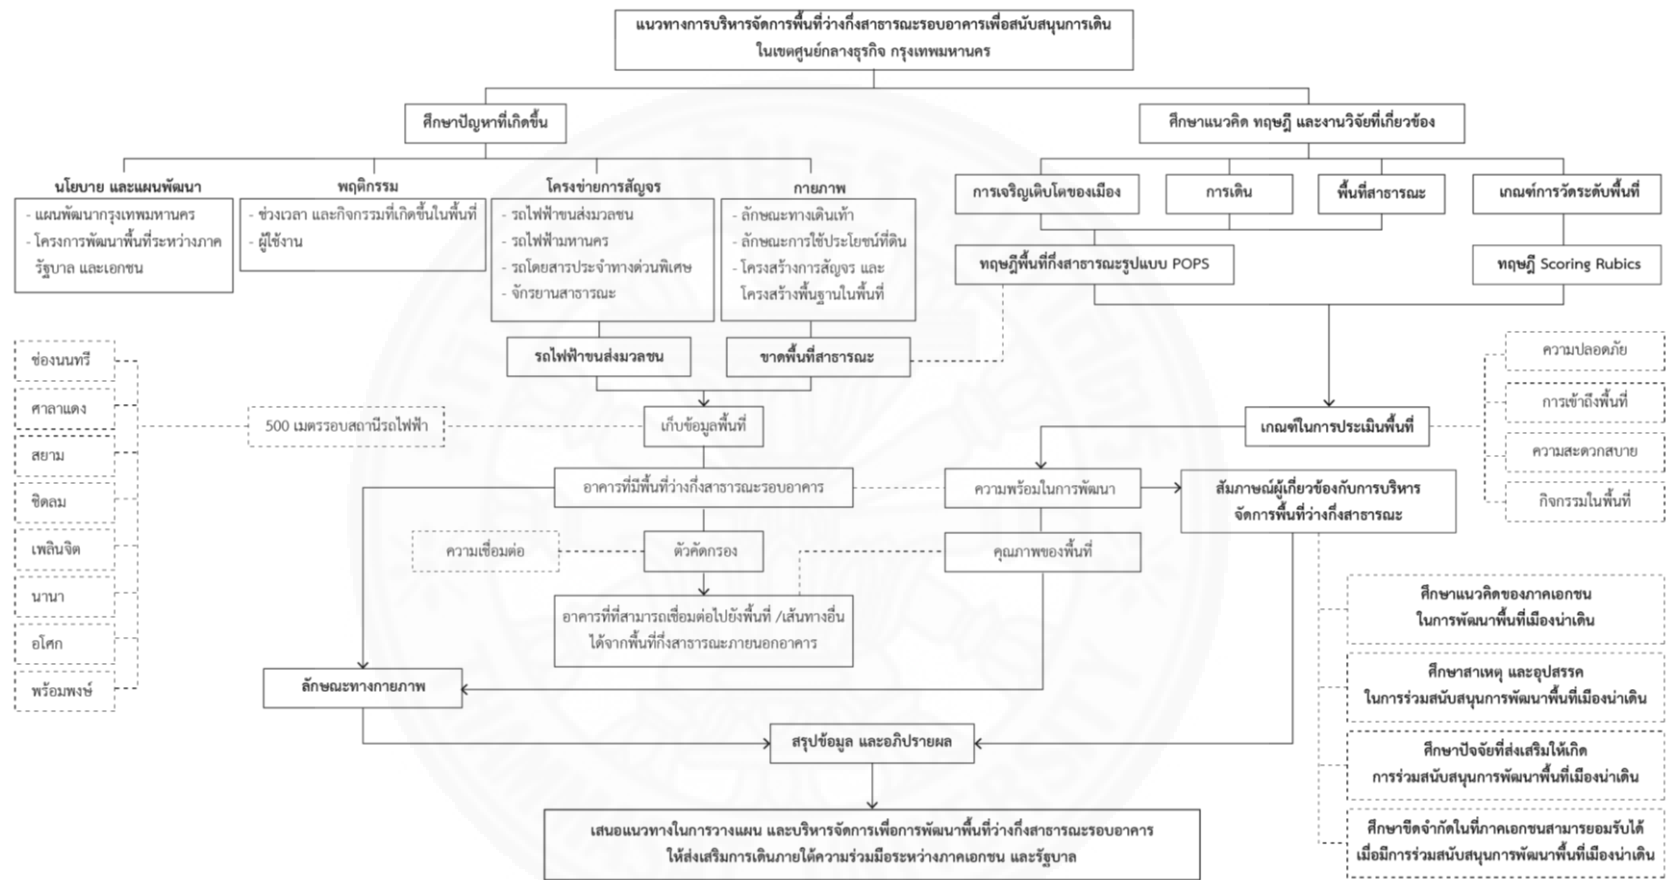 แนวทางการบริหารจัดการพื้นที่ว่างกึ่งสาธารณะรอบอาคารเพื่อสนับสนุนการเดิน
ในเขตศูนย์กลางธุรกิจ กรุงเทพมหานคร
ศึกษาปัญหาที่เกิดขึ้น
ศึกษาแนวคิด ทฤษฎี และงานวิจัยที่เกี่ยวข้อง
นโยบาย และแผนพัฒนา
- แผนพัฒนากรุงเทพมหานคร
- โครงการพัฒนาพื้นที่ระหว่างภาค
รัฐบาล และเอกชน
พฤติกรรม
- ช่วงเวลา และกิจกรรมที่เกิดขึ้นในพื้นที่
- ผู้ใช้งาน
โครงข่ายการสัญจร
- รถไฟฟ้าขนส่งมวลชน
- รถไฟฟ้ามหานคร
- รถโดยสารประจำทางด่วนพิเศษ
- จักรยานสาธารณะ
กายภาพ
- ลักษณะทางเดินเท้า
- ลักษณะการใช้ประโยชน์ที่ดิน
- โครงสร้างการสัญจร และ
โครงสร้างพื้นฐานในพื้นที่
การเจริญเติบโตของเมือง
การเดิน
พื้นที่สาธารณะ
เกณฑ์การวัดระดับพื้นที่
ทฤษฎีพื้นที่กึ่งสาธารณะรูปแบบ POPS
ทฤษฎี Scoring Rubics
รถไฟฟ้าขนส่งมวลชน
ขาดพื้นที่สาธารณะ
ช่องนนทรี
ศาลาแดง
สยาม
ชิดลม
เพลินจิต
นานา
อโศก
พร้อมพงษ์
500 เมตรรอบสถานีรถไฟฟ้า
เก็บข้อมูลพื้นที่
เกณฑ์ในการประเมินพื้นที่
ความปลอดภัย
การเข้าถึงพื้นที่
ความสะดวกสบาย
กิจกรรมในพื้นที่
อาคารที่มีพื้นที่ว่างกึ่งสาธารณะรอบอาคาร
ความพร้อมในการพัฒนา
สัมภาษณ์ผู้เกี่ยวข้องกับการบริหาร
จัดการพื้นที่ว่างกึ่งสาธารณะ
ความเชื่อมต่อ
ตัวคัดกรอง
คุณภาพของพื้นที่
อาคารที่ที่สามารถเชื่อมต่อไปยังพื้นที่ /เส้นทางอื่น
ได้จากพื้นที่กึ่งสาธารณะภายนอกอาคาร
ลักษณะทางกายภาพ
ศึกษาแนวคิดของภาคเอกชน
ในการพัฒนาพื้นที่เมืองน่าเดิน
ศึกษาสาเหตุ และอุปสรรค
ในการร่วมสนับสนุนการพัฒนาพื้นที่เมืองน่าเดิน
ศึกษาปัจจัยที่ส่งเสริมให้เกิด
การร่วมสนับสนุนการพัฒนาพื้นที่เมืองน่าเดิน
ศึกษาขีดจำกัดในที่ภาคเอกชนสามารยอมรับได้
เมื่อมีการร่วมสนับสนุนการพัฒนาพื้นที่เมืองน่าเดิน
สรุปข้อมูล และอภิปรายผล
เสนอแนวทางในการวางแผน และบริหารจัดการเพื่อการพัฒนาพื้นที่ว่างกึ่งสาธารณะรอบอาคาร
ให้ส่งเสริมการเดินภายใต้ความร่วมมือระหว่างภาคเอกชน และรัฐบาล